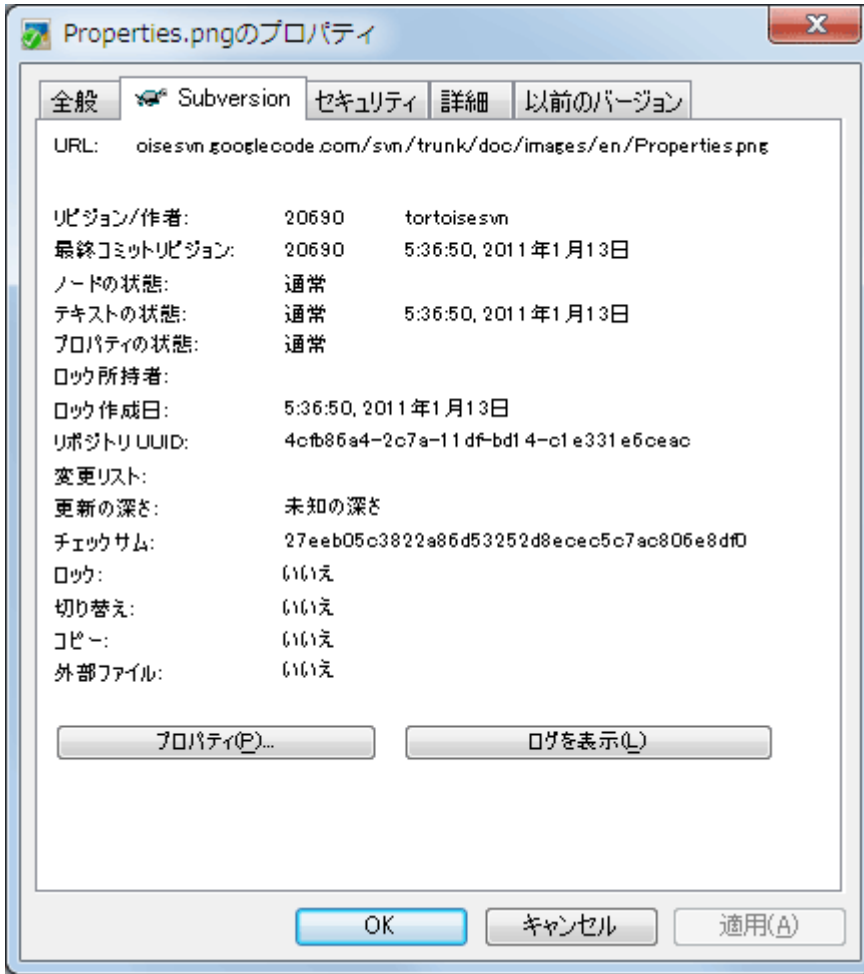 Properties.pngのプロパティ
全般 Subversion セキュリティ 詳細 以前のバージョン
URL: oisesvn.googlecode.com/svn/trunk/doc/images/en/Properties.png
リビジョン/作者: 20690 tortoisesvn
最終コミットリビジョン: 20690 5:36:50, 2011年1月13日
ノードの状態: 通常
テキストの状態: 通常 5:36:50, 2011年1月13日
プロパティの状態: 通常
ロック所持者:
ロック作成日: 5:36:50, 2011年1月13日
リポジトリ UUID: 4cfb86a4-2c7a-11df-bd14-c1e331e6ceac
変更リスト:
更新の深さ: 未知の深さ
チェックサム: 27eeb05c3822a86d53252d8ecec5c7ac806e8df0
ロック: いいえ
切り替え: いいえ
コピー: いいえ
外部ファイル: いいえ
プロパティ(P)... ログを表示(L)
OK キャンセル 適用(A)